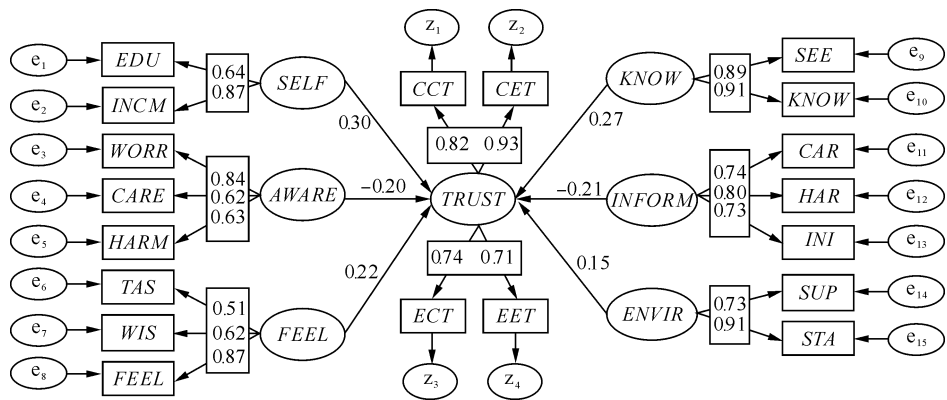 z₁ z₂
e₁ EDU SEE e₉
0.64 SELF CCT CET KNOW 0.89
e₂ INCM 0.87 0.91 KNOW e₁₀
0.30 0.27
e₃ WORR 0.82 0.93 CAR e₁₁
0.84 0.74
e₄ CARE 0.62 AWARE −0.20 TRUST −0.21 INFORM 0.80 HAR e₁₂
0.63 0.73
e₅ HARM INI e₁₃
0.74 0.71
e₆ TAS 0.22 0.15
0.51 SUP e₁₄
e₇ WIS 0.62 FEEL ECT EET ENVIR 0.73
0.87 0.91 STA e₁₅
e₈ FEEL z₃ z₄